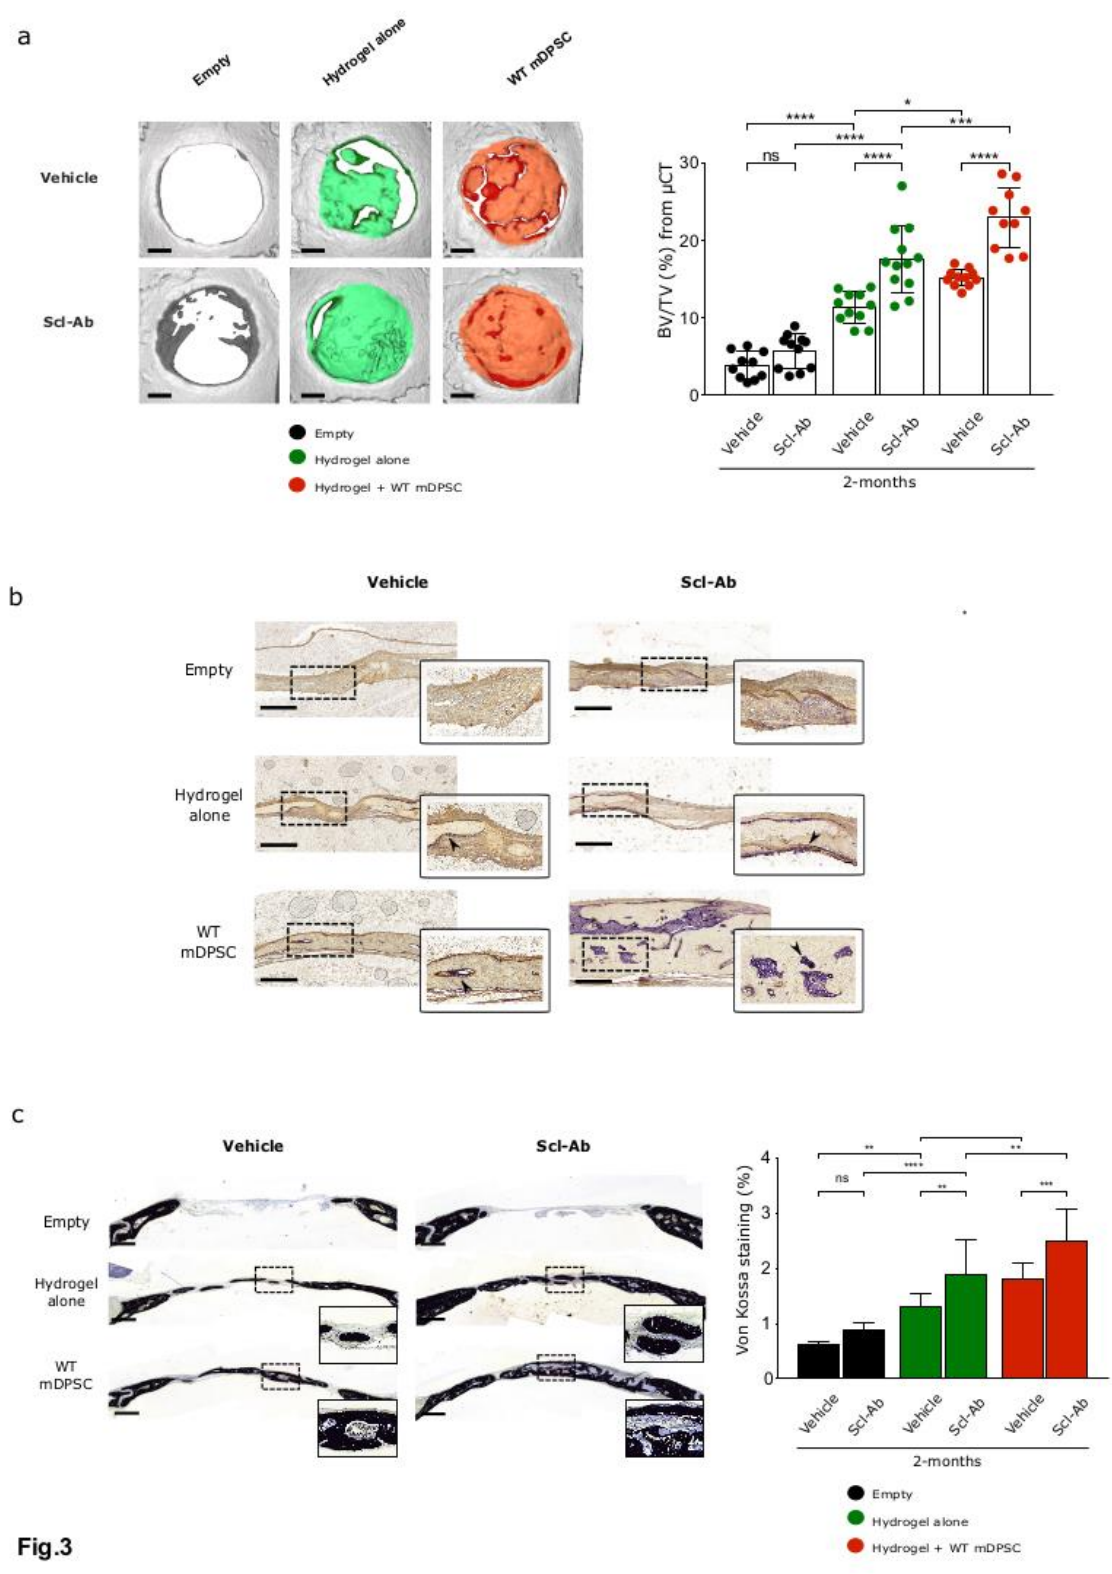 a
Empty
Hydrogel alone
WT mDPSC
Vehicle
Scl-Ab
Empty
Hydrogel alone
Hydrogel + WT mDPSC
****
*
****
***
ns
****
****
BV/TV (%) from µCT
30
20
10
0
Vehicle
Scl-Ab
Vehicle
Scl-Ab
Vehicle
Scl-Ab
2-months
b
Vehicle
Scl-Ab
*
Empty
Hydrogel
alone
WT
mDPSC
c
Vehicle
Scl-Ab
Empty
Hydrogel
alone
WT
mDPSC
Von Kossa staining (%)
4
3
2
1
0
**
**
****
ns
**
***
Vehicle
Scl-Ab
Vehicle
Scl-Ab
Vehicle
Scl-Ab
2-months
Empty
Hydrogel alone
Hydrogel + WT mDPSC
Fig.3